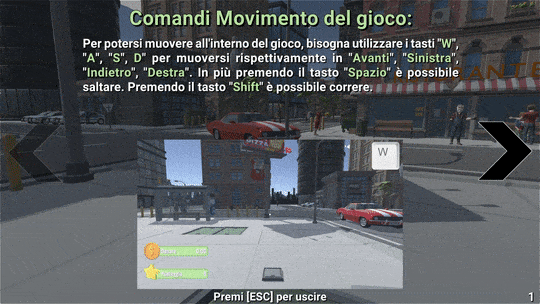 Comandi Movimento del gioco:
Per potersi muovere all'interno del gioco, bisogna utilizzare i tasti "W",
"A", "S", D" per muoversi rispettivamente in "Avanti", "Sinistra",
"Indietro", "Destra". In più premendo il tasto "Spazio" è possibile
saltare. Premendo il tasto "Shift" è possibile correre.
PIZZA
W
Premi [ESC] per uscire
1